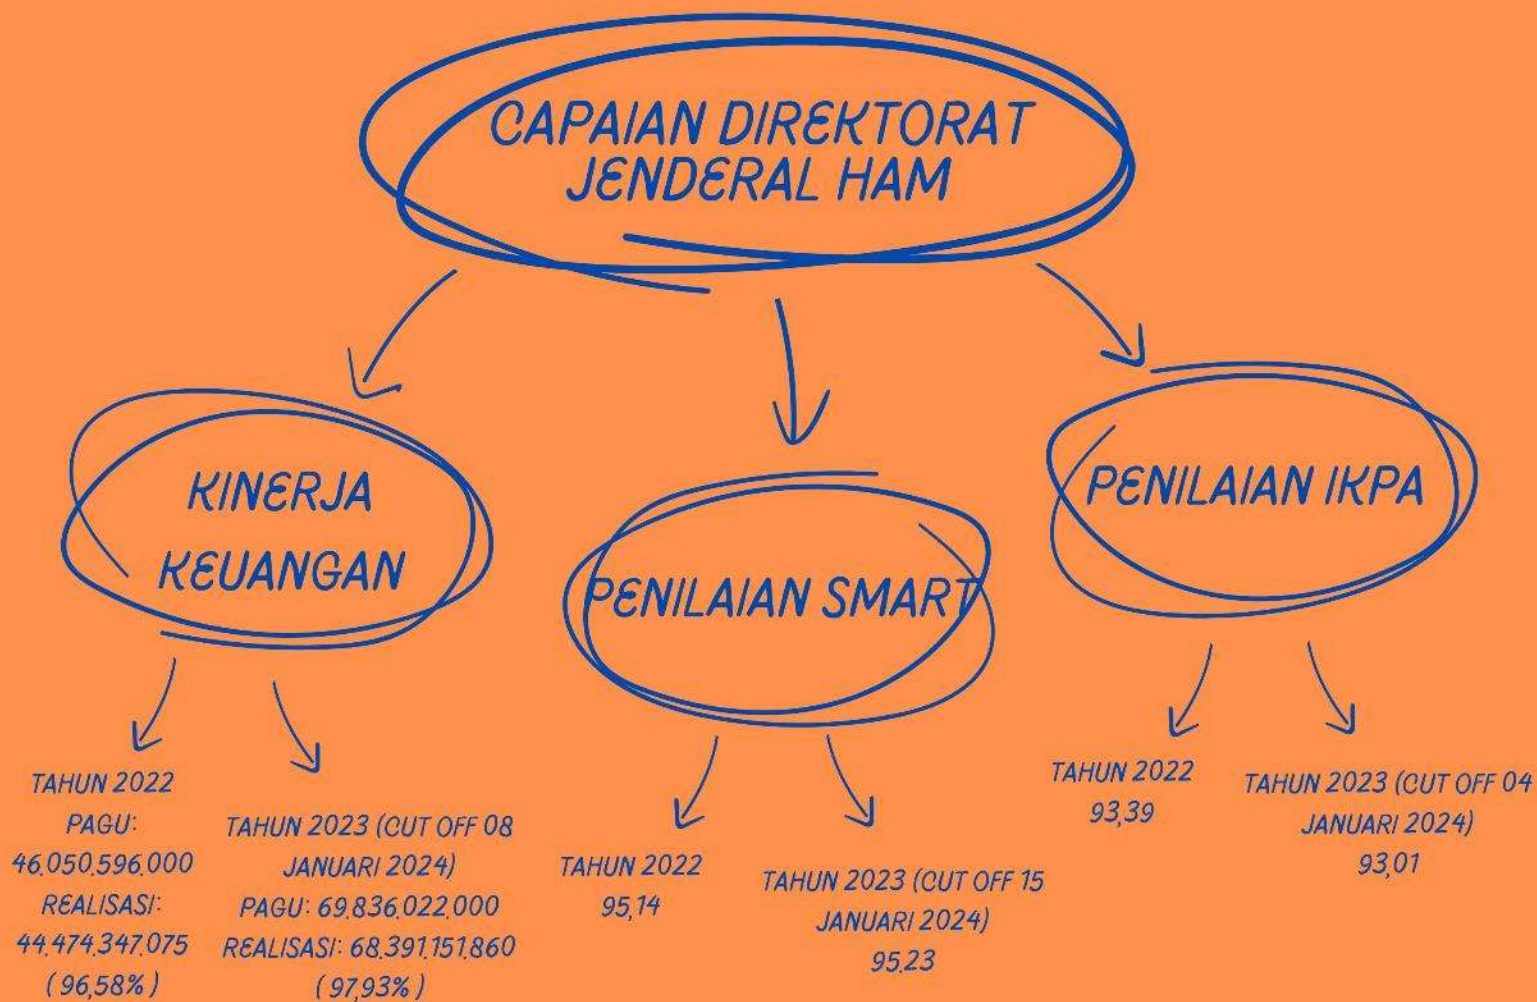 CAPAIAN DIREKTORAT
JENDERAL HAM
KINERJA
KEUANGAN
TAHUN 2022
PAGU:
46.050.596.000
REALISASI:
44.474.347.075
(96,58%)
TAHUN 2023 (CUT OFF 08
JANUARI 2024)
PAGU: 69.836.022.000
REALISASI: 68.391.151.860
(97,93%)
PENILAIAN SMART
TAHUN 2022
95,14
TAHUN 2023 (CUT OFF 15
JANUARI 2024)
95.23
PENILAIAN IKPA
TAHUN 2022
93,39
TAHUN 2023 (CUT OFF 04
JANUARI 2024)
93,01